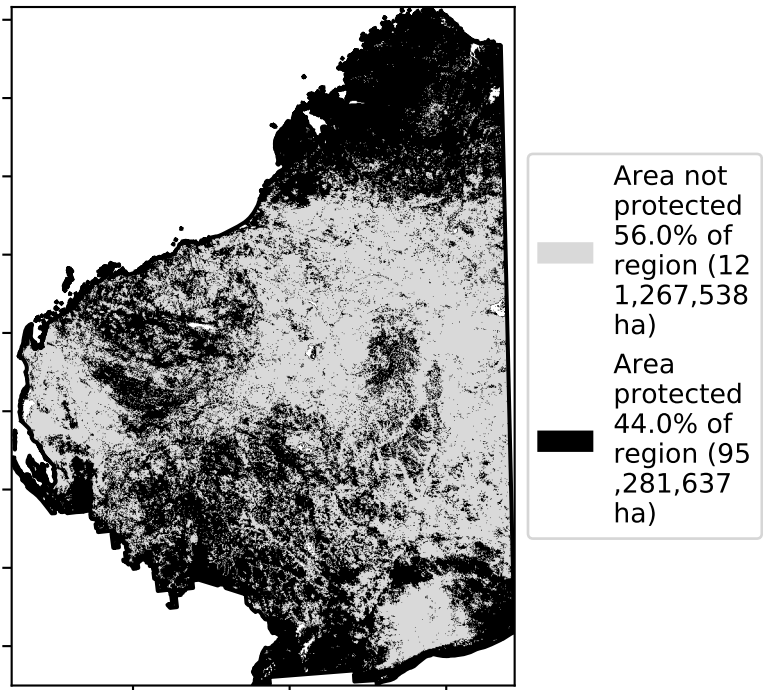 Area not
protected
56.0% of
region (12
1,267,538
ha)
Area
protected
44.0% of
region (95
,281,637
ha)